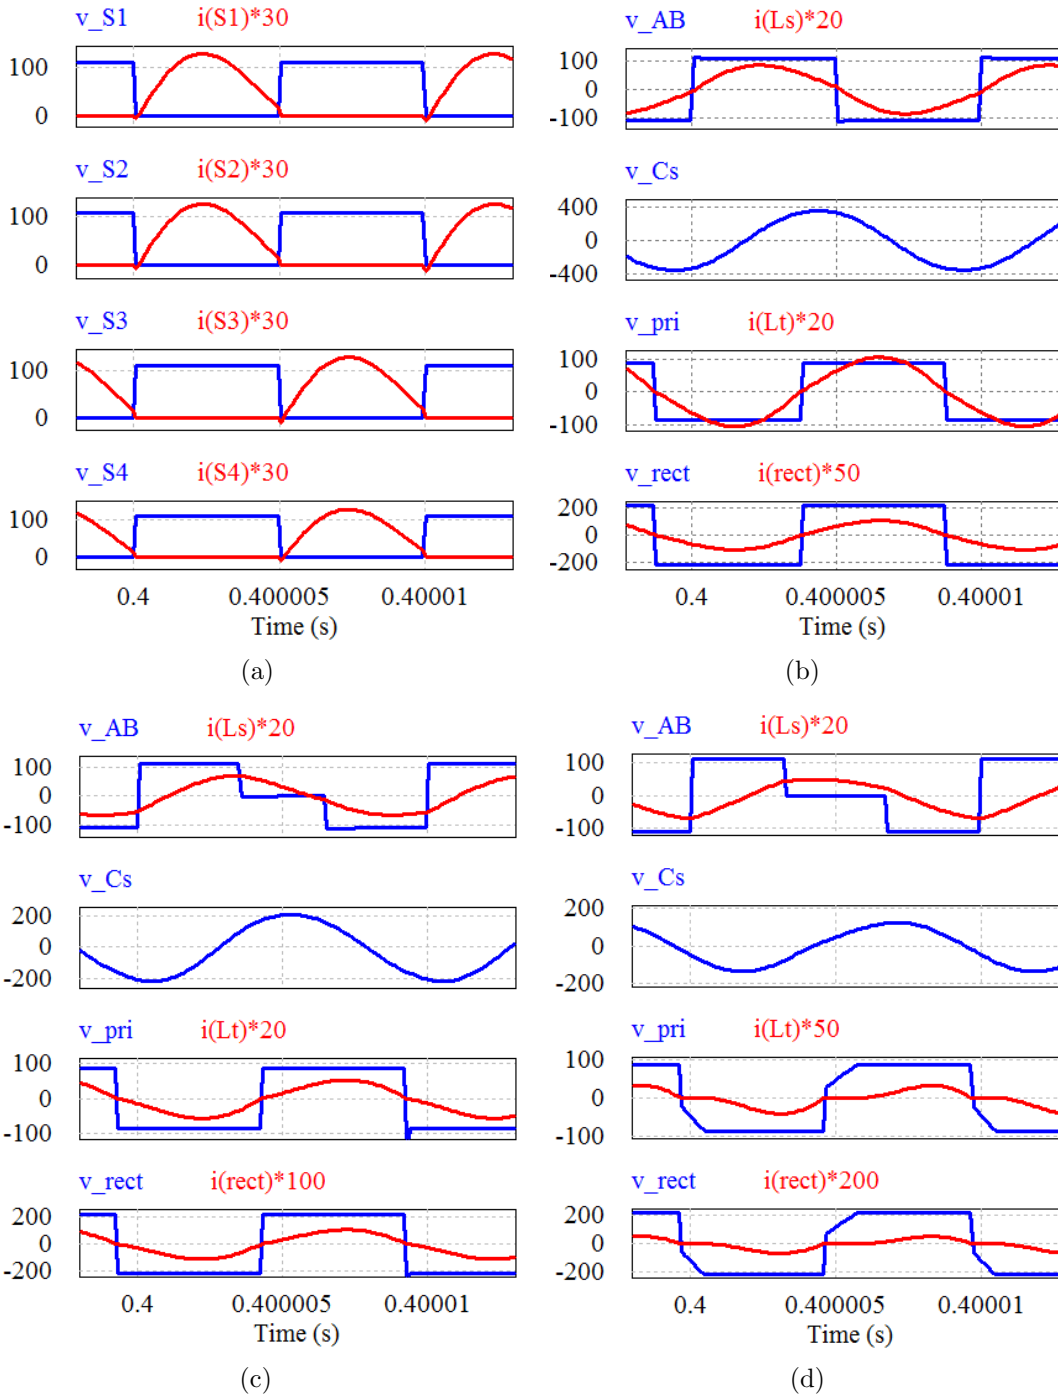 v_S1 i(S1)*30
100
0
v_S2 i(S2)*30
100
0
v_S3 i(S3)*30
100
0
v_S4 i(S4)*30
100
0
0.4 0.400005 0.40001
Time (s)
(a)
v_AB i(Ls)*20
100
0
-100
v_Cs
400
0
-400
v_pri i(Lt)*20
100
0
-100
v_rect i(rect)*50
200
0
-200
0.4 0.400005 0.40001
Time (s)
(b)
v_AB i(Ls)*20
100
0
-100
v_Cs
200
0
-200
v_pri i(Lt)*20
100
0
-100
v_rect i(rect)*100
200
0
-200
0.4 0.400005 0.40001
Time (s)
(c)
v_AB i(Ls)*20
100
0
-100
v_Cs
200
0
-200
v_pri i(Lt)*50
100
0
-100
v_rect i(rect)*200
200
0
-200
0.4 0.400005 0.40001
Time (s)
(d)